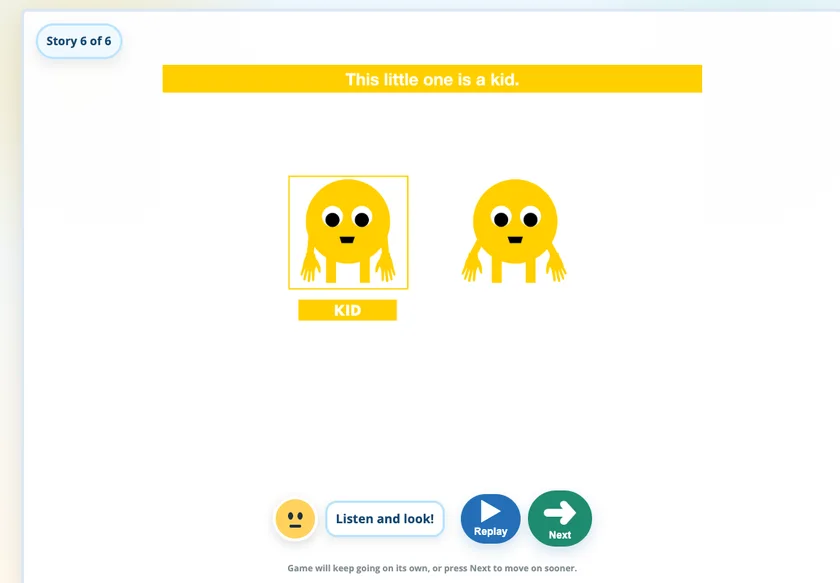 Story 6 of 6
This little one is a kid.
KID
Listen and look!
Replay
Next
Game will keep going on its own, or press Next to move on sooner.